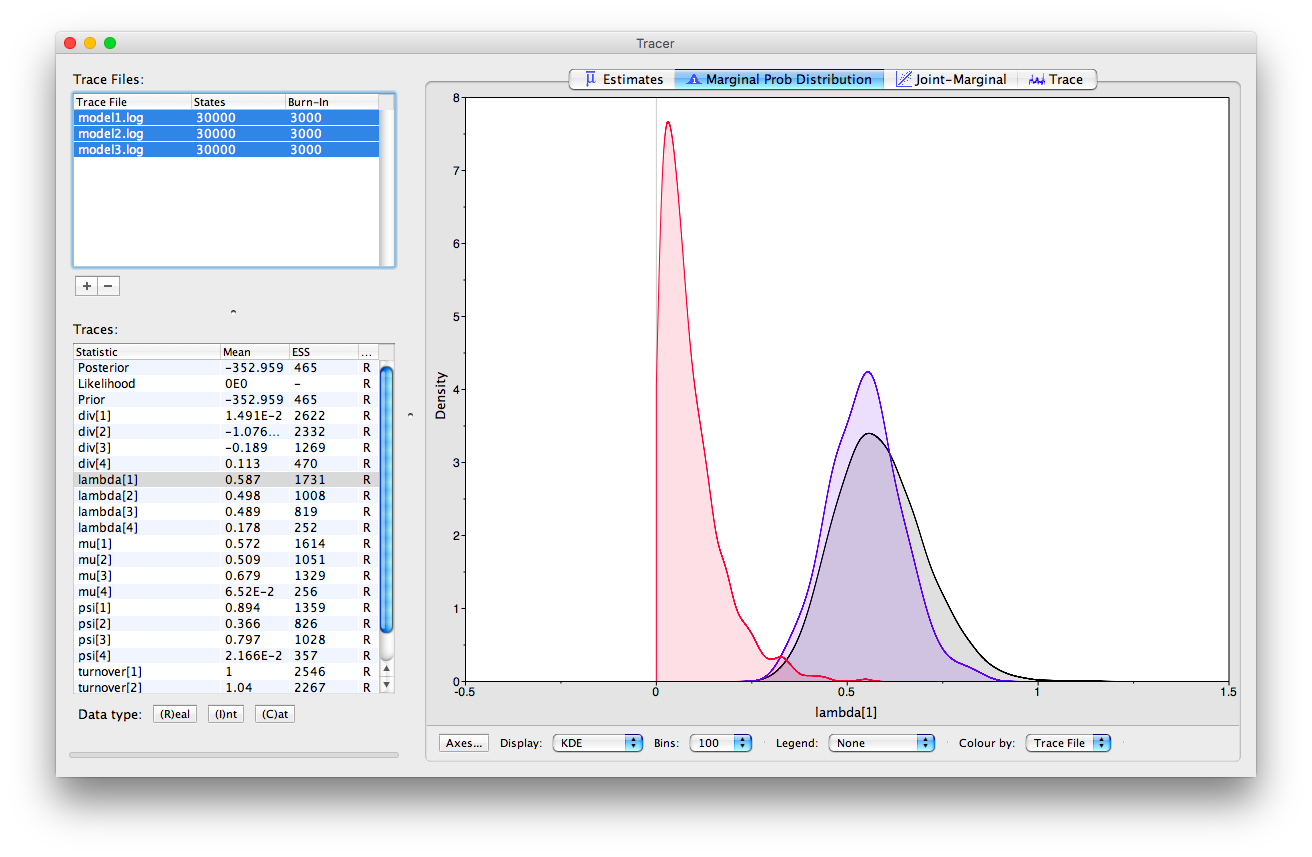 Tracer
Trace Files:
Trace File States Burn-In
model1.log 30000 3000
model2.log 30000 3000
model3.log 30000 3000
+ −
Traces:
Statistic Mean ESS ...
Posterior -352.959 465 R
Likelihood 0E0 - R
Prior -352.959 465 R
div[1] 1.491E-2 2622 R
div[2] -1.076... 2332 R
div[3] -0.189 1269 R
div[4] 0.113 470 R
lambda[1] 0.587 1731 R
lambda[2] 0.498 1008 R
lambda[3] 0.489 819 R
lambda[4] 0.178 252 R
mu[1] 0.572 1614 R
mu[2] 0.509 1051 R
mu[3] 0.679 1329 R
mu[4] 6.52E-2 256 R
psi[1] 0.894 1359 R
psi[2] 0.366 826 R
psi[3] 0.797 1028 R
psi[4] 2.166E-2 357 R
turnover[1] 1 2546 R
turnover[2] 1.04 2267 R
Data type: (R)eal (I)nt (C)at
Estimates Marginal Prob Distribution Joint-Marginal Trace
8
7
6
5
4
3
2
1
0
Density
-0.5 0 0.5 1 1.5
lambda[1]
Axes... Display: KDE Bins: 100 Legend: None Colour by: Trace File